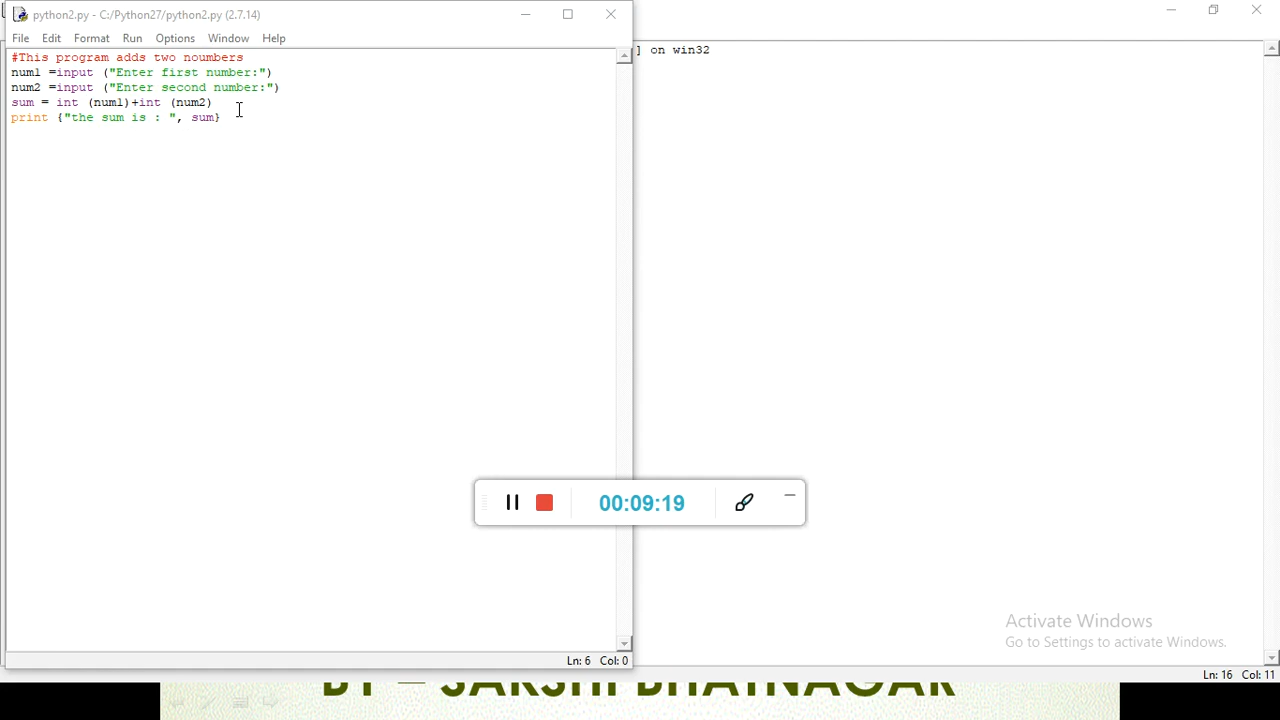 python2.py - C:/Python27/python2.py (2.7.14)
File Edit Format Run Options Window Help
#This program adds two noumbers
num1 =input ("Enter first number:")
num2 =input ("Enter second number:")
sum = int (num1)+int (num2)
print {"the sum is : ", sum}
] on win32
00:09:19
Activate Windows
Go to Settings to activate Windows.
Ln: 6 Col: 0
Ln: 16 Col: 11
BY – SAKSHI BHATNAGAR